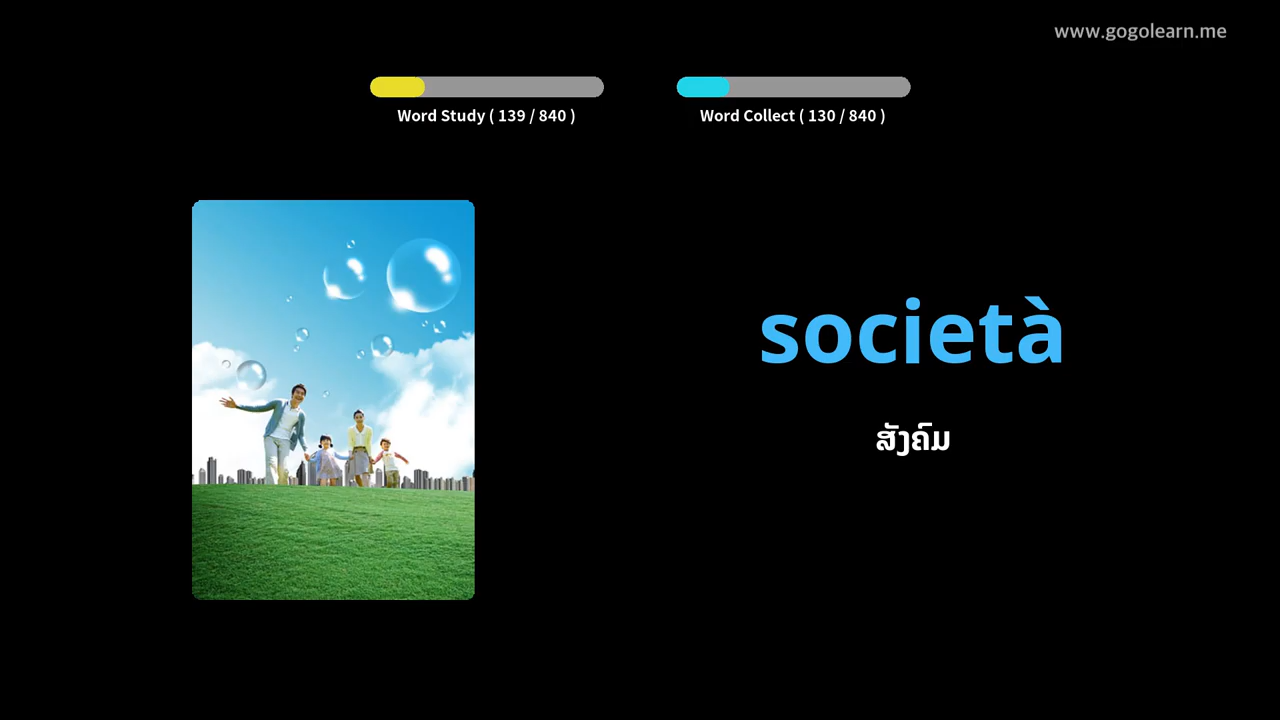 www.gogolearn.me
Word Study ( 139 / 840 )
Word Collect ( 130 / 840 )
società
ສັງຄົມ